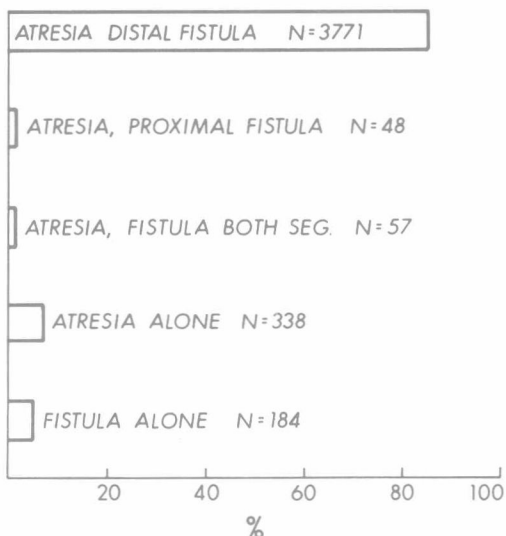 ATRESIA DISTAL FISTULA N=3771
ATRESIA, PROXIMAL FISTULA N=48
ATRESIA, FISTULA BOTH SEG. N=57
ATRESIA ALONE N=338
FISTULA ALONE N=184
20 40 60 80 100
%